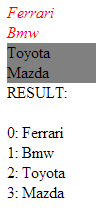 Ferrari
Bmw
Toyota
Mazda
RESULT:
0: Ferrari
1: Bmw
2: Toyota
3: Mazda